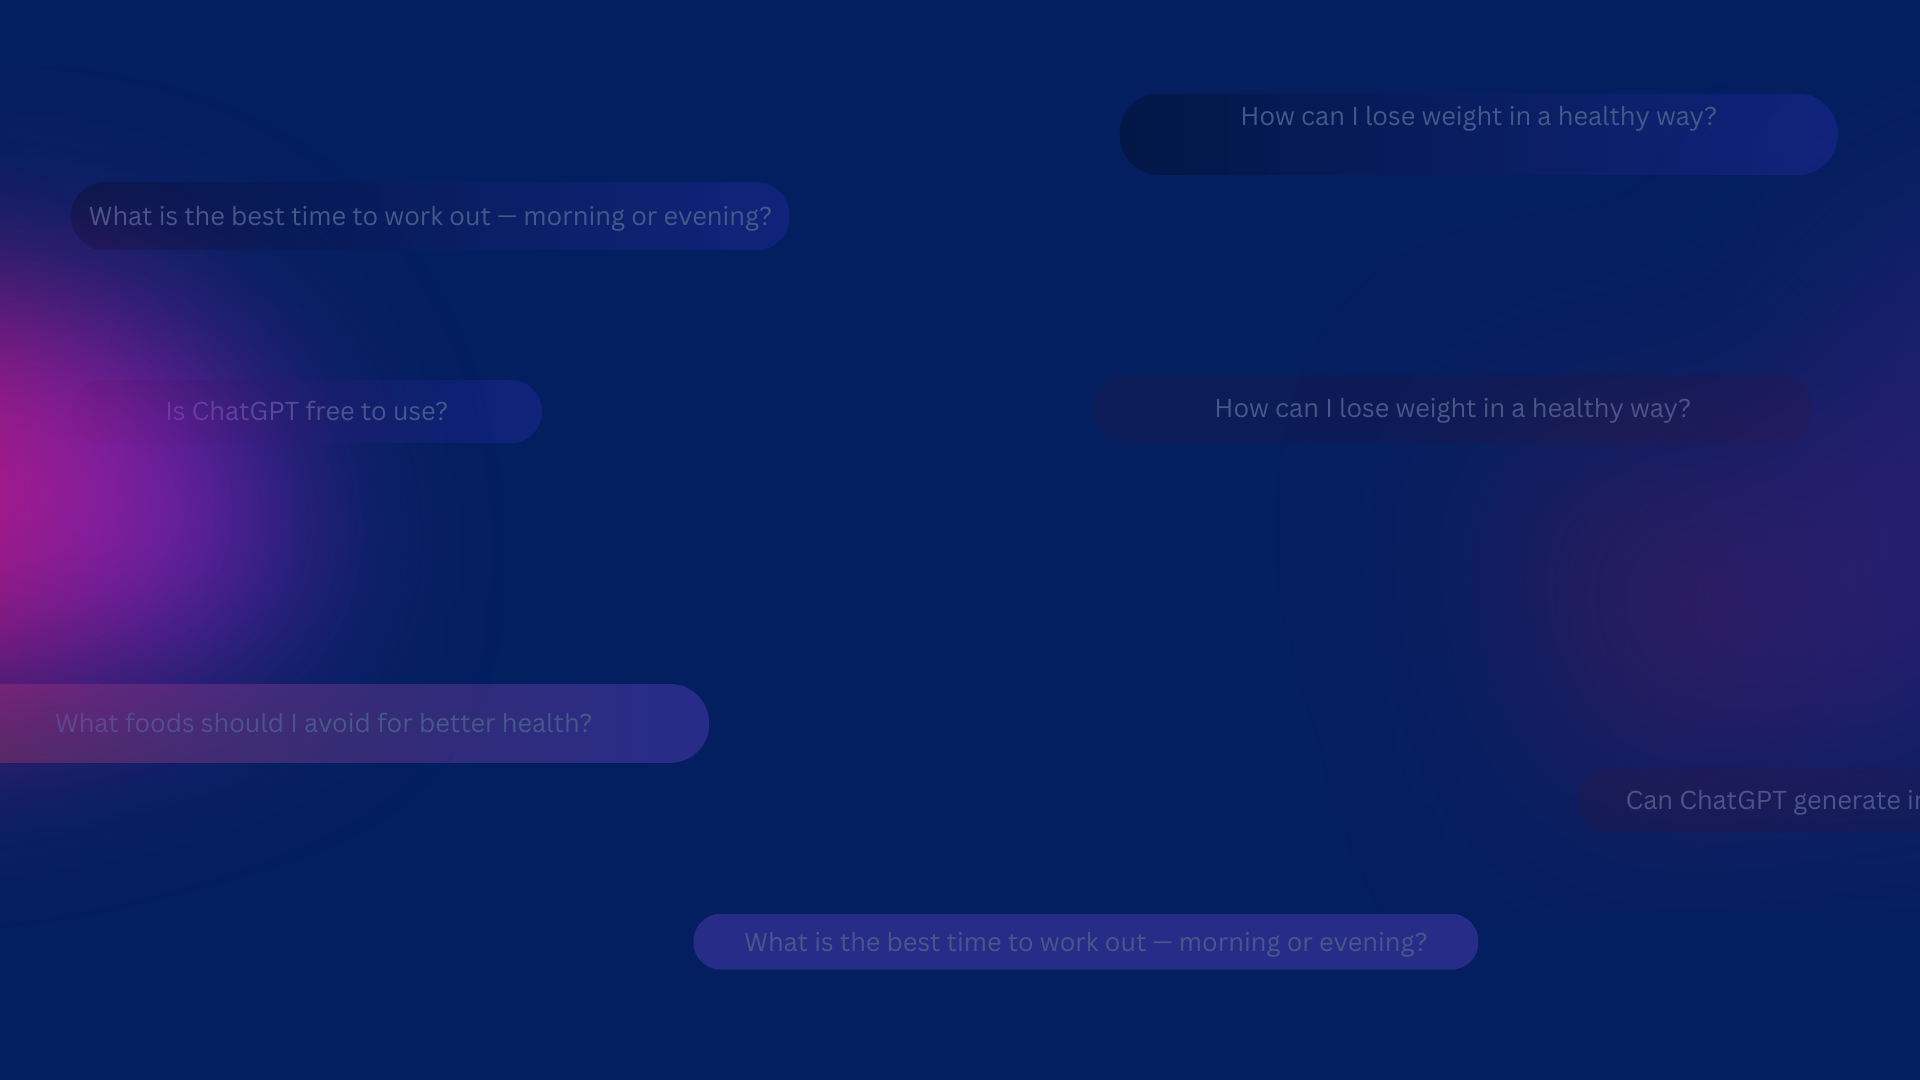 How can I lose weight in a healthy way?
What is the best time to work out — morning or evening?
Is ChatGPT free to use?
How can I lose weight in a healthy way?
What foods should I avoid for better health?
Can ChatGPT generate
What is the best time to work out — morning or evening?